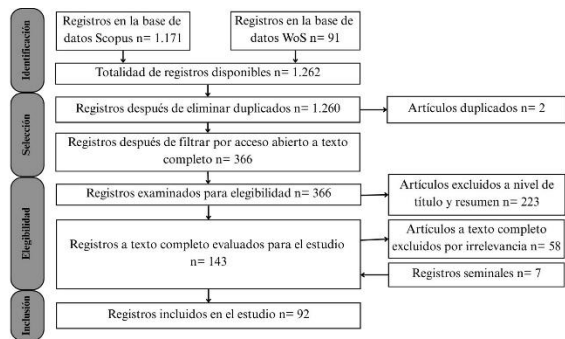 Identificación
Registros en la base de
datos Scopus n= 1.171
Registros en la base de
datos WoS n= 91
Totalidad de registros disponibles n= 1.262
Selección
Registros después de eliminar duplicados n= 1.260
Artículos duplicados n= 2
Registros después de filtrar por acceso abierto a texto
completo n= 366
Elegibilidad
Registros examinados para elegibilidad n= 366
Artículos excluidos a nivel de
título y resumen n= 223
Registros a texto completo evaluados para el estudio
n= 143
Artículos a texto completo
excluidos por irrelevancia n= 58
Registros seminales n= 7
Inclusión
Registros incluidos en el estudio n= 92